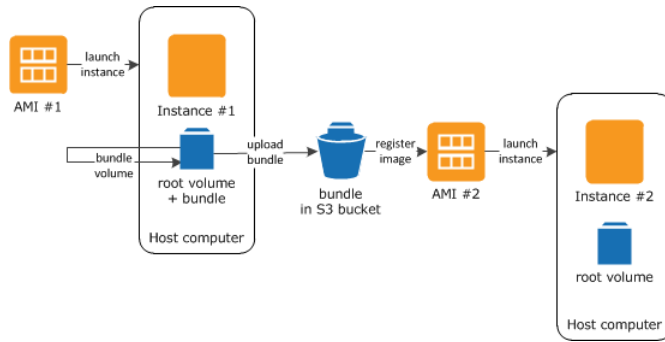 AMI #1
launch
instance
Instance #1
bundle
volume
root volume
+ bundle
Host computer
upload
bundle
bundle
in S3 bucket
register
image
AMI #2
launch
instance
Instance #2
root volume
Host computer